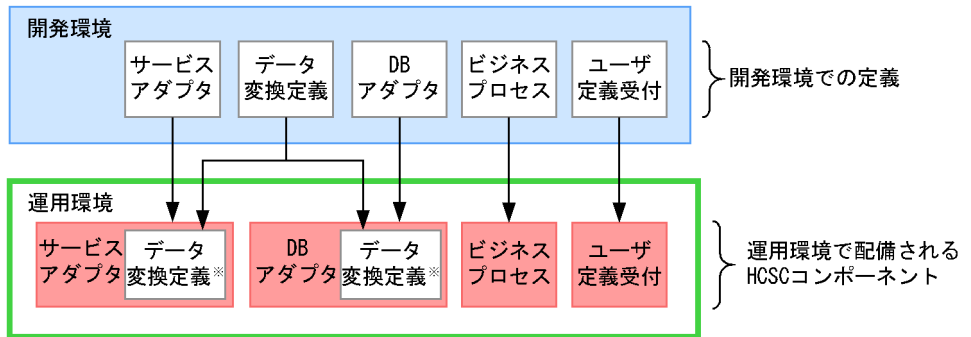 開発環境
サービス
アダプタ
データ
変換定義
DB
アダプタ
ビジネス
プロセス
ユーザ
定義受付
開発環境での定義
運用環境
サービス
アダプタ
データ
変換定義※
DB
アダプタ
データ
変換定義※
ビジネス
プロセス
ユーザ
定義受付
運用環境で配備される
HCSCコンポーネント